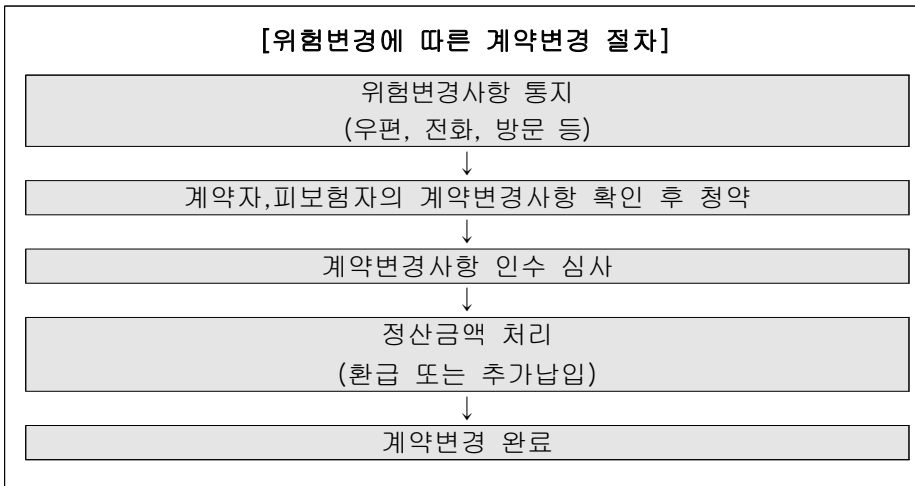 [위험변경에 따른 계약변경 절차]
위험변경사항 통지
(우편, 전화, 방문 등)
↓
계약자,피보험자의 계약변경사항 확인 후 청약
↓
계약변경사항 인수 심사
↓
정산금액 처리
(환급 또는 추가납입)
↓
계약변경 완료